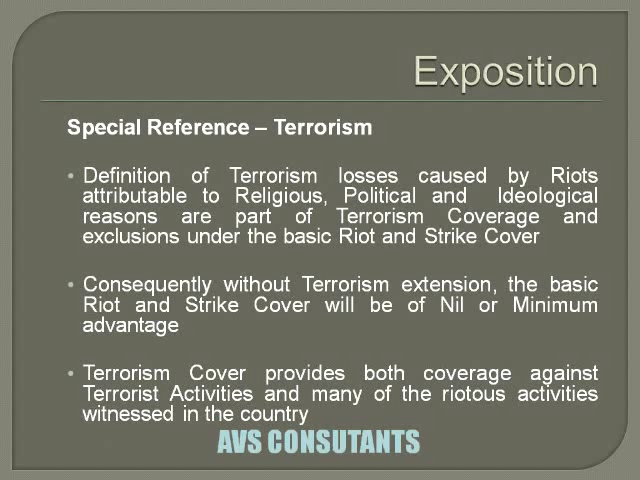 Exposition
Special Reference – Terrorism
• Definition of Terrorism losses caused by Riots
attributable to Religious, Political and Ideological
reasons are part of Terrorism Coverage and
exclusions under the basic Riot and Strike Cover
• Consequently without Terrorism extension, the basic
Riot and Strike Cover will be of Nil or Minimum
advantage
• Terrorism Cover provides both coverage against
Terrorist Activities and many of the riotous activities
witnessed in the country
AVS CONSUTANTS